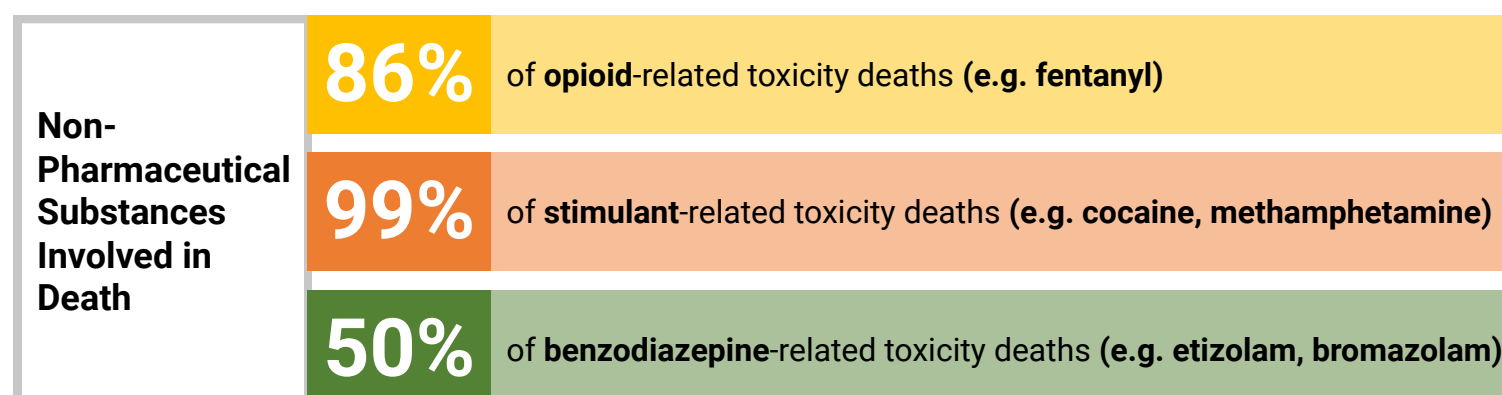 Non-
Pharmaceutical
Substances
Involved in
Death
86% of opioid-related toxicity deaths (e.g. fentanyl)
99% of stimulant-related toxicity deaths (e.g. cocaine, methamphetamine)
50% of benzodiazepine-related toxicity deaths (e.g. etizolam, bromazolam)